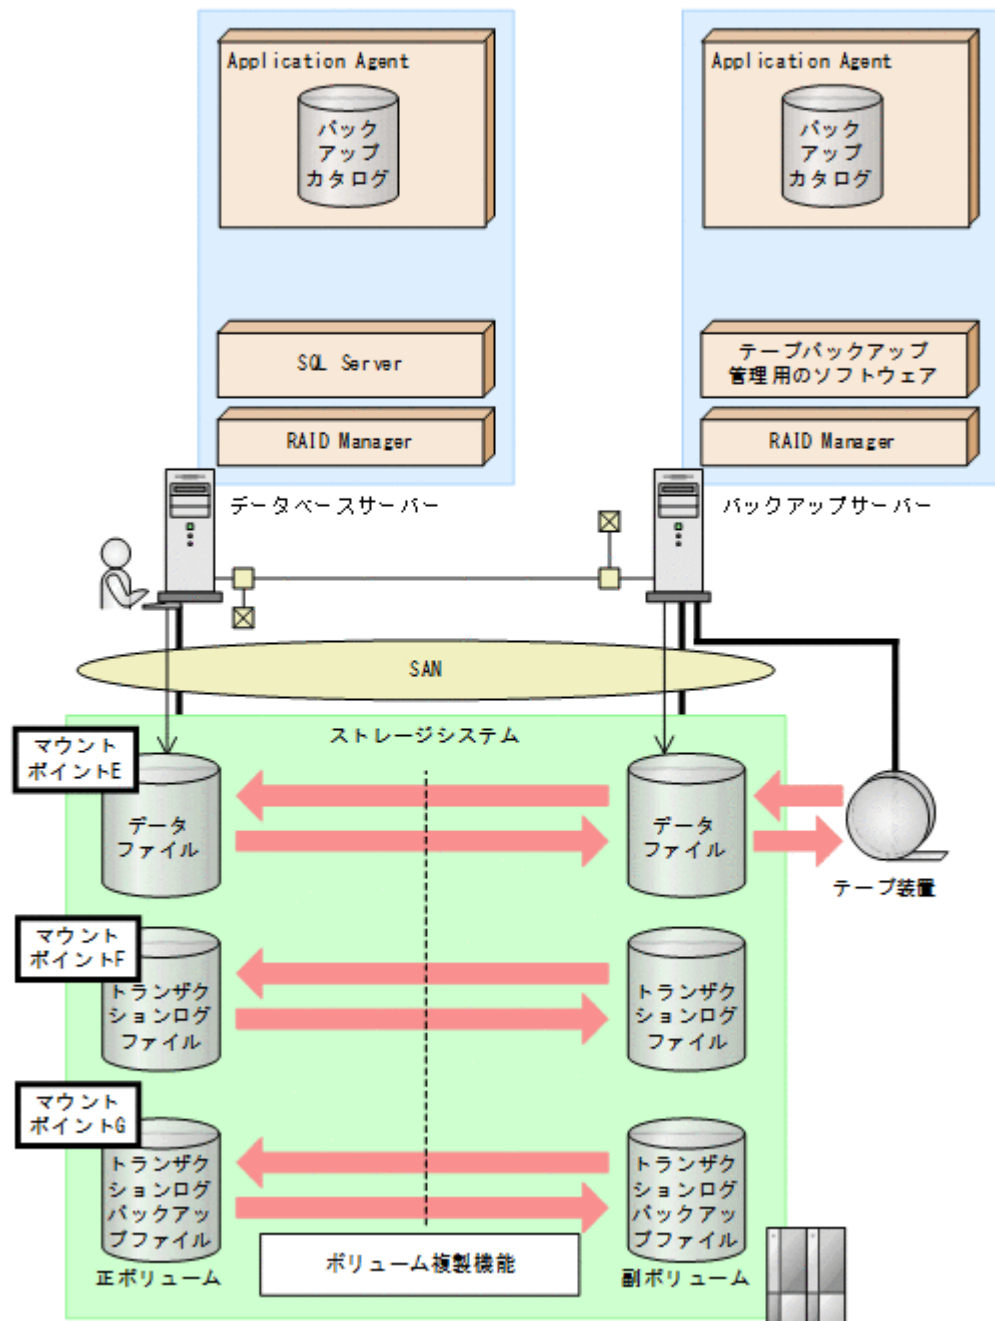 Application Agent
バック
アップ
カタログ
SQL Server
RAID Manager
データベースサーバー
Application Agent
バック
アップ
カタログ
テープバックアップ
管理用のソフトウェア
RAID Manager
バックアップサーバー
SAN
ストレージシステム
マウント
ポイントE
データ
ファイル
データ
ファイル
テープ装置
マウント
ポイントF
トランザク
ションログ
ファイル
トランザク
ションログ
ファイル
マウント
ポイントG
トランザク
ションログ
バックアッ
プファイル
正ボリューム
トランザク
ションログ
バックアッ
プファイル
副ボリューム
ボリューム複製機能